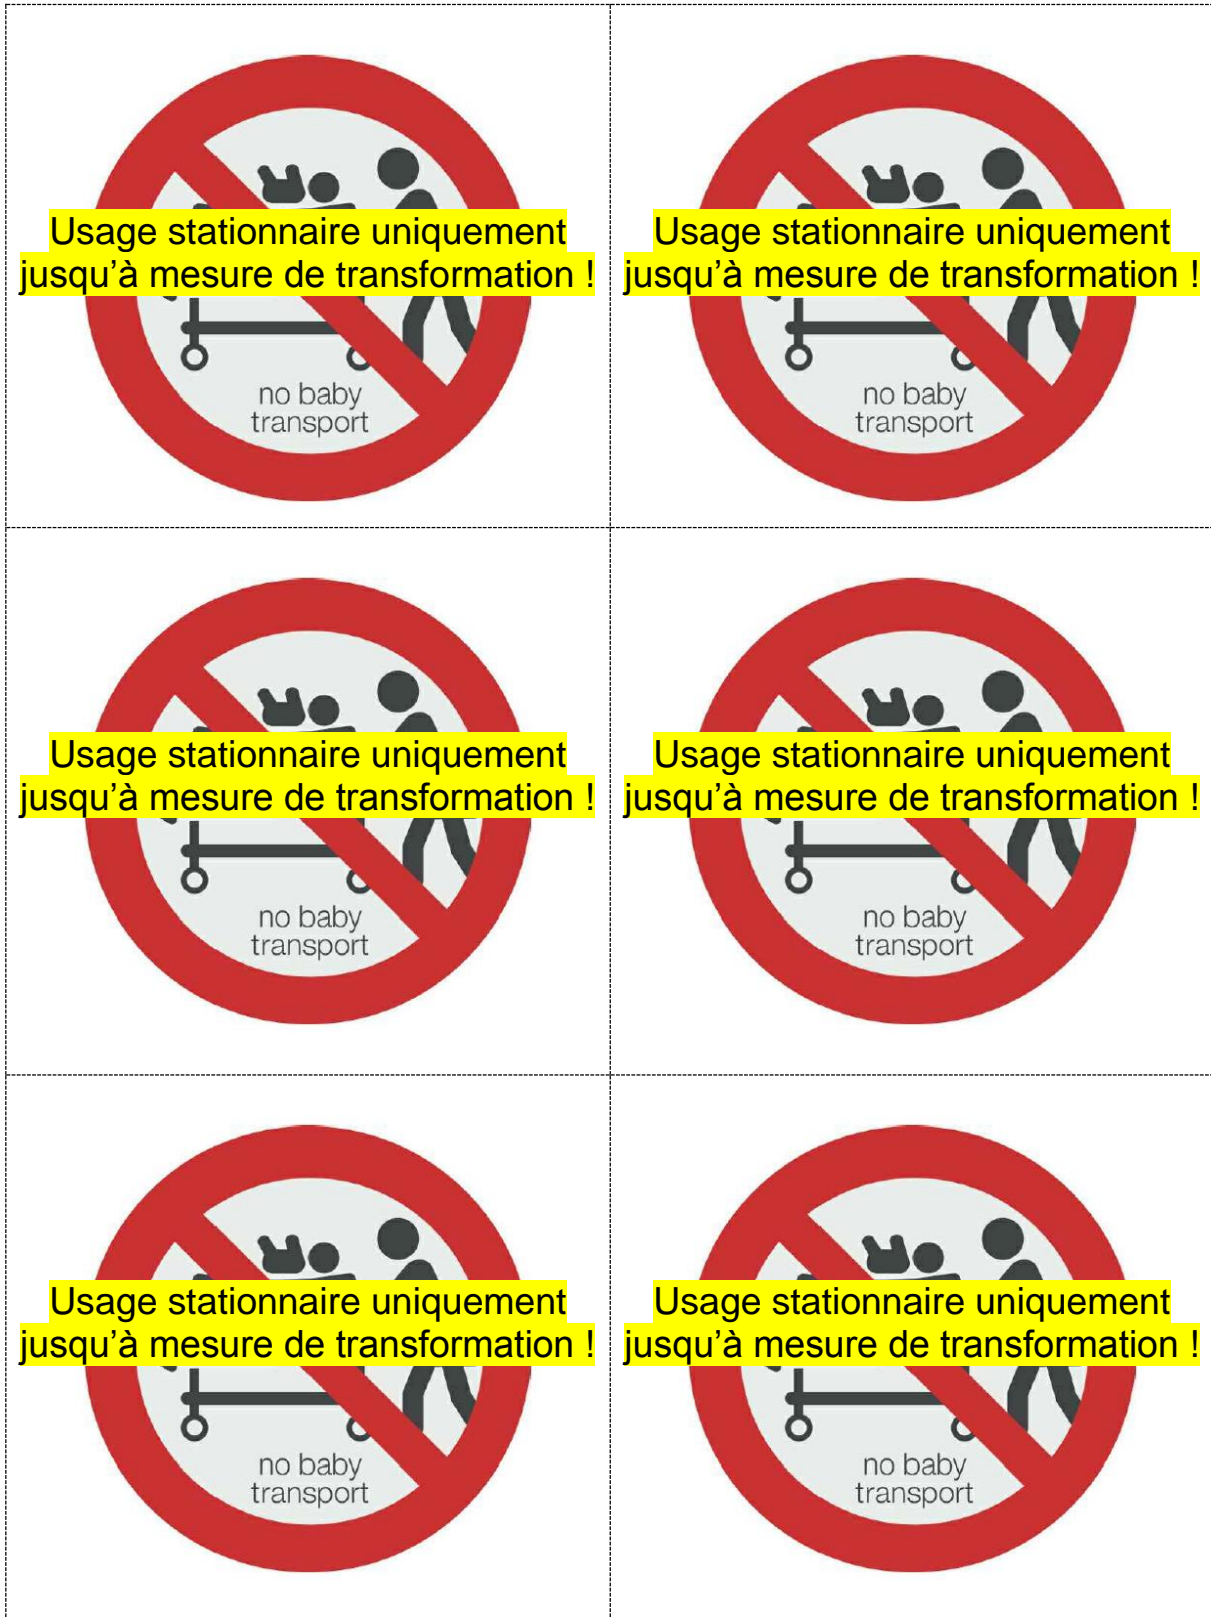 Usage stationnaire uniquement
jusqu’à mesure de transformation !
no baby
transport
Usage stationnaire uniquement
jusqu’à mesure de transformation !
no baby
transport
Usage stationnaire uniquement
jusqu’à mesure de transformation !
no baby
transport
Usage stationnaire uniquement
jusqu’à mesure de transformation !
no baby
transport
Usage stationnaire uniquement
jusqu’à mesure de transformation !
no baby
transport
Usage stationnaire uniquement
jusqu’à mesure de transformation !
no baby
transport